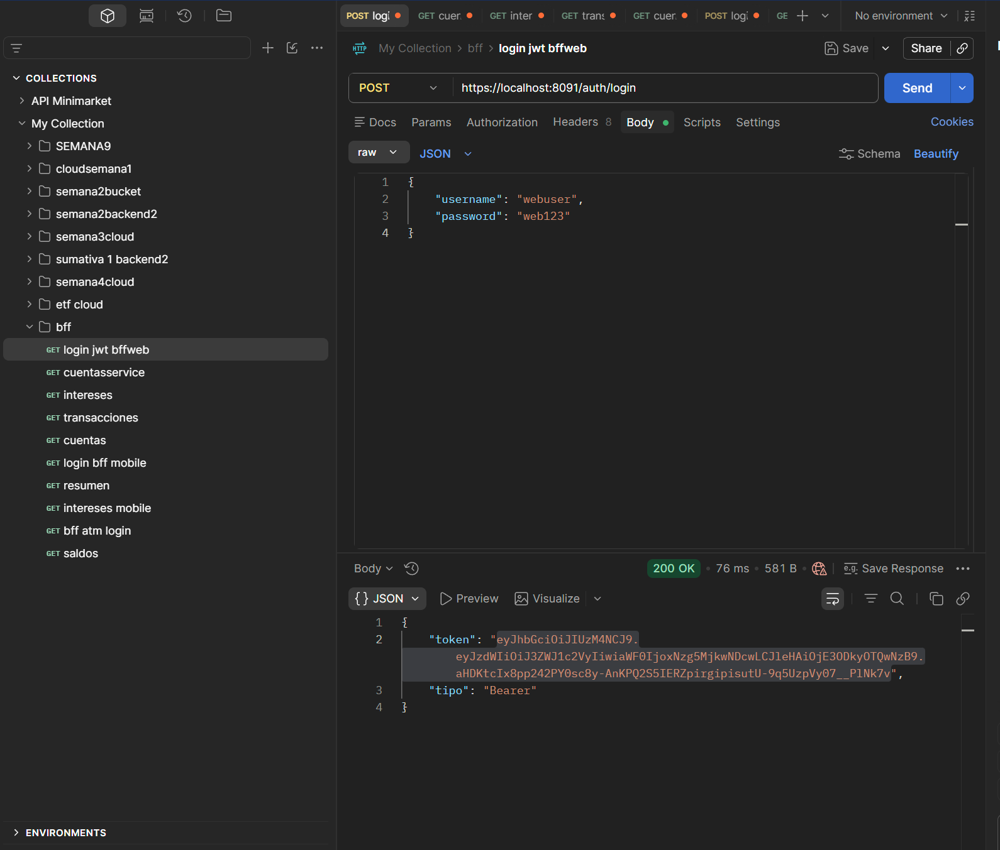 COLLECTIONS
API Minimarket
My Collection
SEMANA9
cloudsemana1
semana2bucket
semana2backend2
semana3cloud
sumativa 1 backend2
semana4cloud
etf cloud
bff
GET login jwt bffweb
GET cuentasservice
GET intereses
GET transacciones
GET cuentas
GET login bff mobile
GET resumen
GET intereses mobile
GET bff atm login
GET saldos
ENVIRONMENTS
POST logi GET cuer GET inter GET trans GET cuer POST logi GE No environment
HTTP My Collection > bff > login jwt bffweb Save Share
POST https://localhost:8091/auth/login Send
Docs Params Authorization Headers 8 Body Scripts Settings Cookies
raw JSON Schema Beautify
1 {
2 "username": "webuser",
3 "password": "web123"
4 }
Body 200 OK • 76 ms • 581 B • e.g. Save Response
{} JSON Preview Visualize
1 {
2 "token": "eyJhbGciOiJIUzM4NCJ9.
eyJzdWIiOiJ3ZWJ1c2VyIiwiaWF0IjoxNzg5MjkwNDcwLCJleHAiOjE3ODkyOTQwNzB9.
aHDKtcIx8pp242PY0sc8y-AnKPQ2S5IERZpirgipisutU-9q5UzpVy07__PlNk7v",
3 "tipo": "Bearer"
4 }